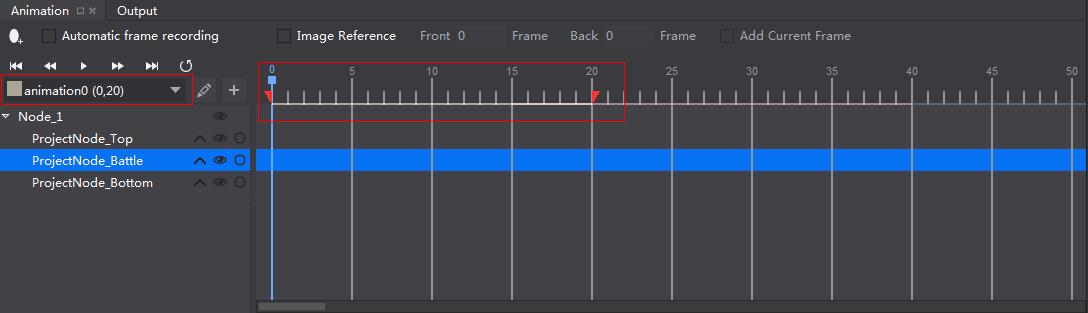 Animation Output
Automatic frame recording Image Reference Front 0 Frame Back 0 Frame Add Current Frame
0 5 10 15 20 25 30 35 40 45 50
animation0 (0,20)
Node_1
ProjectNode_Top
ProjectNode_Battle
ProjectNode_Bottom